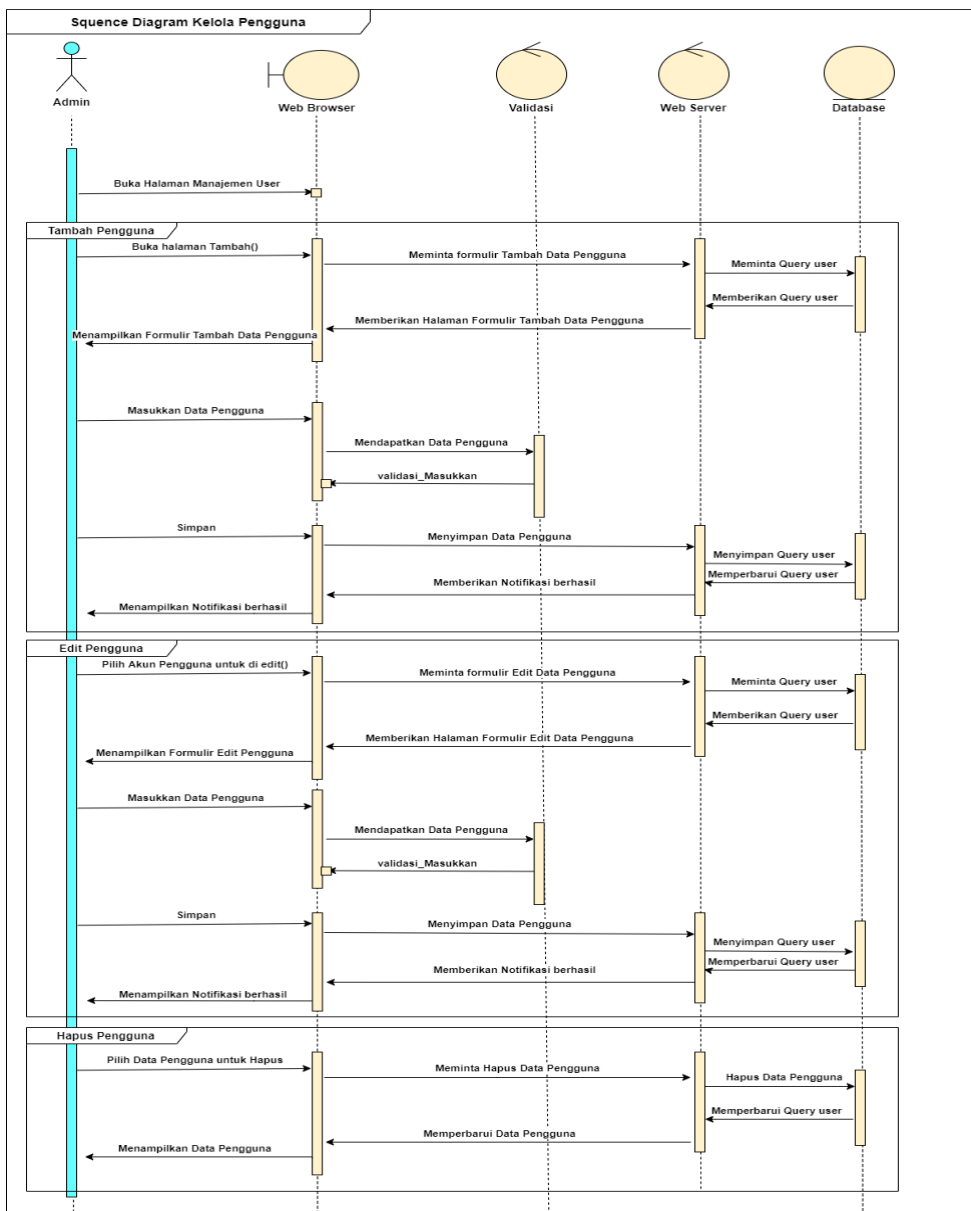 Squence Diagram Kelola Pengguna
Admin
Web Browser
Validasi
Web Server
Database
Buka Halaman Manajemen User
Tambah Pengguna
Buka halaman Tambah()
Meminta formulir Tambah Data Pengguna
Meminta Query user
Memberikan Query user
Memberikan Halaman Formulir Tambah Data Pengguna
Menampilkan Formulir Tambah Data Pengguna
Masukkan Data Pengguna
Mendapatkan Data Pengguna
validasi_Masukkan
Simpan
Menyimpan Data Pengguna
Menyimpan Query user
Memperbarui Query user
Memberikan Notifikasi berhasil
Menampilkan Notifikasi berhasil
Edit Pengguna
Pilih Akun Pengguna untuk di edit()
Meminta formulir Edit Data Pengguna
Meminta Query user
Memberikan Query user
Memberikan Halaman Formulir Edit Data Pengguna
Menampilkan Formulir Edit Pengguna
Masukkan Data Pengguna
Mendapatkan Data Pengguna
validasi_Masukkan
Simpan
Menyimpan Data Pengguna
Menyimpan Query user
Memperbarui Query user
Memberikan Notifikasi berhasil
Menampilkan Notifikasi berhasil
Hapus Pengguna
Pilih Data Pengguna untuk Hapus
Meminta Hapus Data Pengguna
Hapus Data Pengguna
Memperbarui Query user
Memperbarui Data Pengguna
Menampilkan Data Pengguna